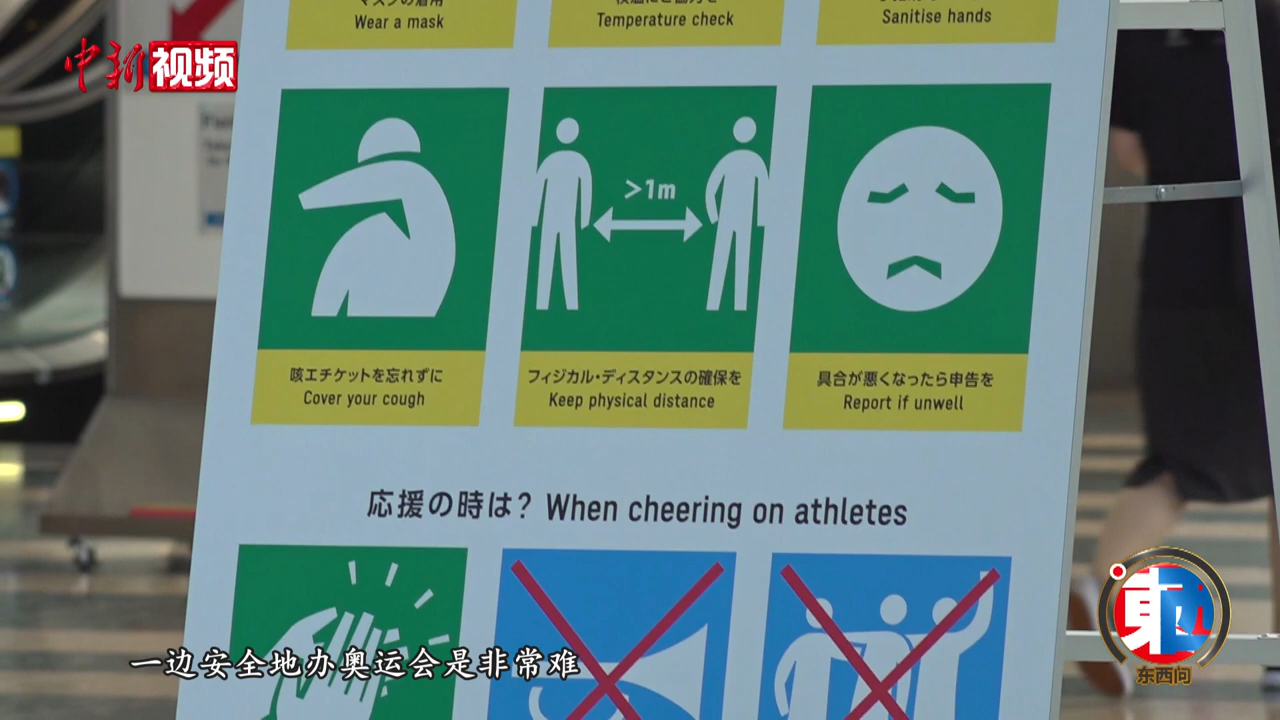 Wear a mask
Temperature check
Sanitise hands
中新视频
>1m
咳エチケットを忘れずに
Cover your cough
フィジカル・ディスタンスの確保を
Keep physical distance
具合が悪くなったら申告を
Report if unwell
応援の時は? When cheering on athletes
一边安全地办奥运会是非常难
東
东西问